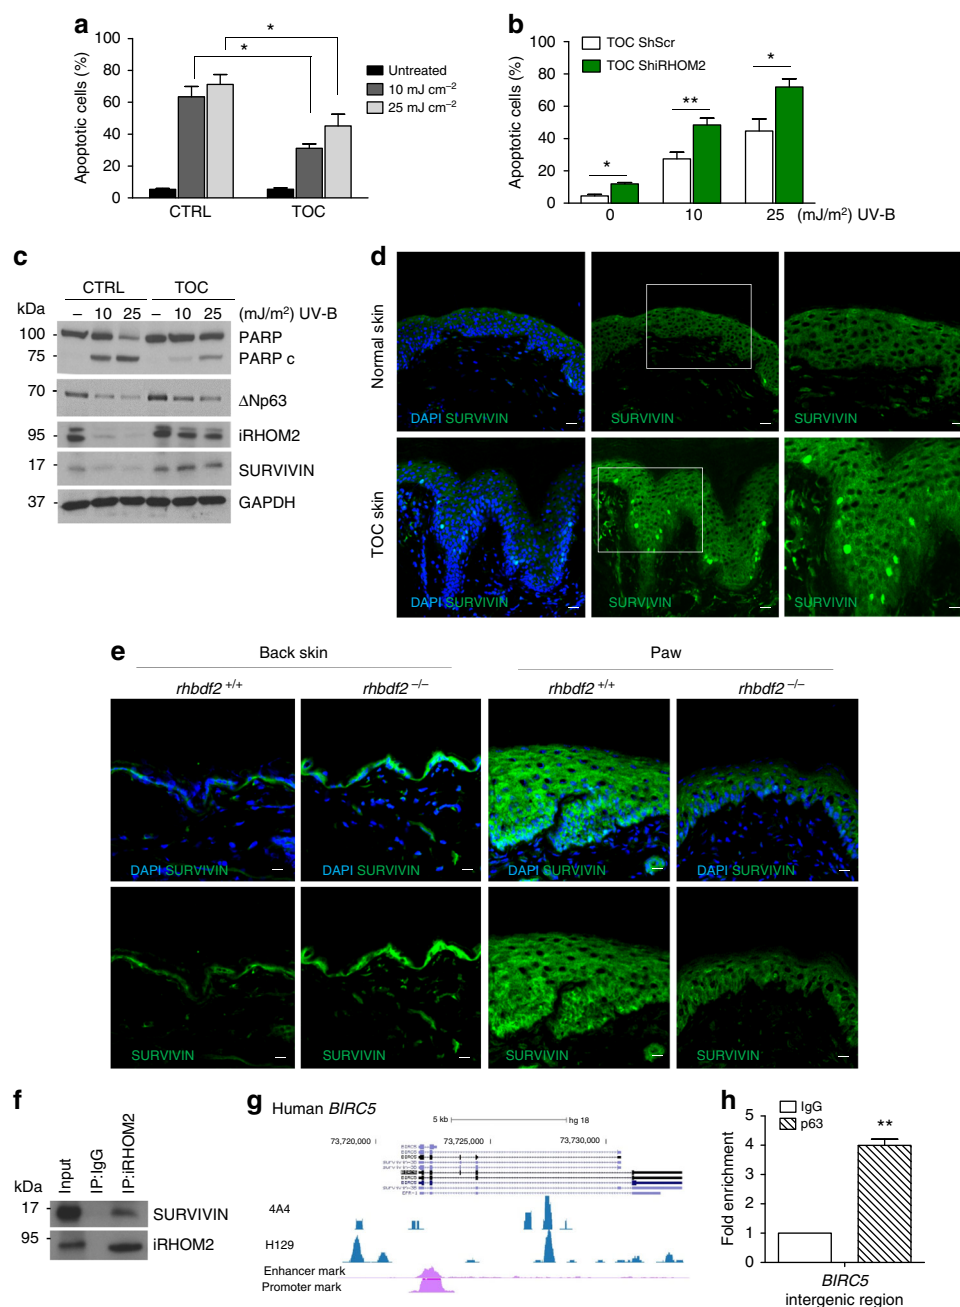 a
Apoptotic cells (%)
100
80
60
40
20
0
*
*
CTRL
TOC
Untreated
10 mJ cm⁻²
25 mJ cm⁻²
b
Apoptotic cells (%)
100
80
60
40
20
0
TOC ShScr
TOC ShiRHOM2
*
**
*
0 10 25 (mJ/m²) UV-B
c
CTRL TOC
kDa – 10 25 – 10 25 (mJ/m²) UV-B
100 PARP
75 PARP c
70 ΔNp63
95 iRHOM2
17 SURVIVIN
37 GAPDH
d
Normal skin
DAPI SURVIVIN
SURVIVIN
SURVIVIN
TOC skin
DAPI SURVIVIN
SURVIVIN
SURVIVIN
e
Back skin
Paw
rhbdf2 +/+
rhbdf2 –/–
rhbdf2 +/+
rhbdf2 –/–
DAPI SURVIVIN
DAPI SURVIVIN
DAPI SURVIVIN
DAPI SURVIVIN
SURVIVIN
SURVIVIN
SURVIVIN
SURVIVIN
f
Input
IP:IgG
IP:iRHOM2
kDa
17 SURVIVIN
95 iRHOM2
g
Human BIRC5
5 kb hg 18
73,720,000 73,725,000 73,730,000
4A4
H129
Enhancer mark
Promoter mark
h
Fold enrichment
5
4
3
2
1
0
IgG
p63
**
BIRC5
intergenic region